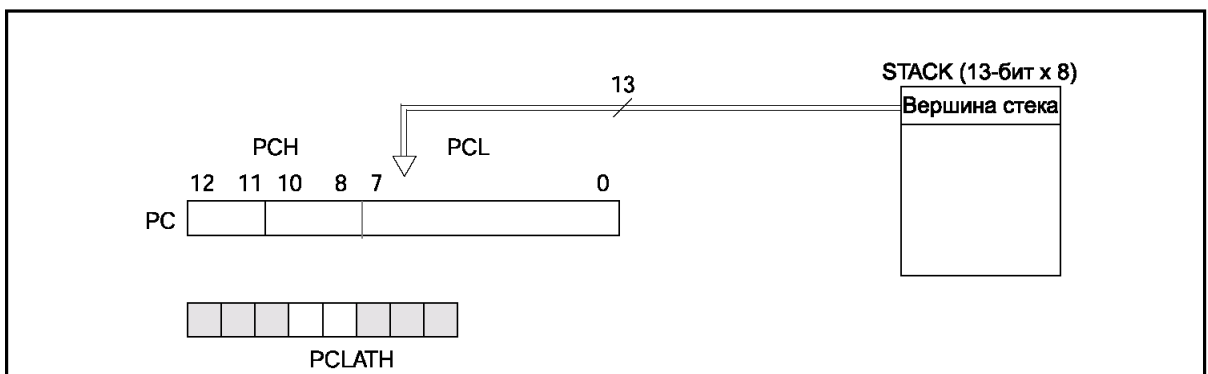 STACK (13-бит x 8)
13
Вершина стека
PCH
PCL
12 11 10 8 7 0
PC
PCLATH